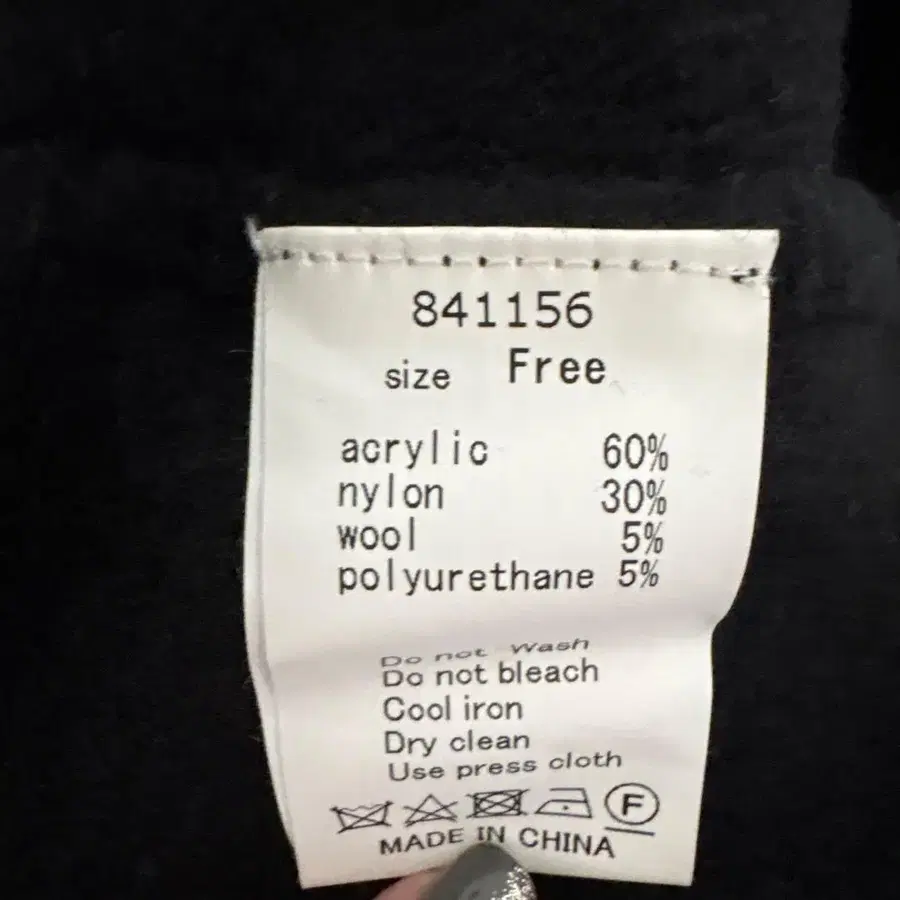 841156
size Free
acrylic 60%
nylon 30%
wool 5%
polyurethane 5%
Do not Wash
Do not bleach
Cool iron
Dry clean
Use press cloth
F
MADE IN CHINA